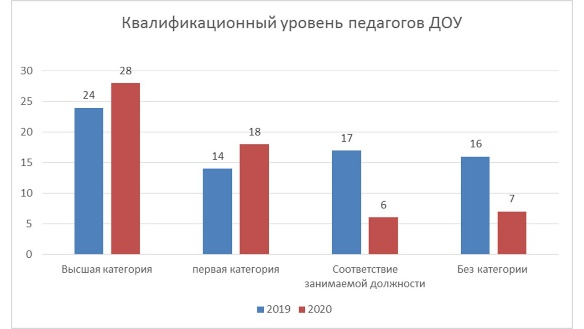 Квалификационный уровень педагогов ДОУ
30
25
20
15
10
5
0
24
28
14
18
17
6
16
7
Высшая категория
первая категория
Соответствие
занимаемой должности
Без категории
2019
2020